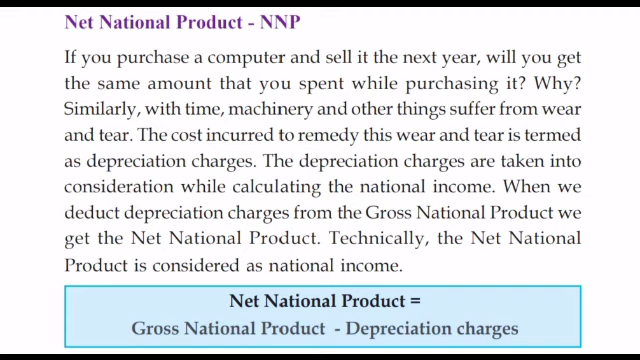 Net National Product - NNP
If you purchase a computer and sell it the next year, will you get
the same amount that you spent while purchasing it? Why?
Similarly, with time, machinery and other things suffer from wear
and tear. The cost incurred to remedy this wear and tear is termed
as depreciation charges. The depreciation charges are taken into
consideration while calculating the national income. When we
deduct depreciation charges from the Gross National Product we
get the Net National Product. Technically, the Net National
Product is considered as national income.
Net National Product =
Gross National Product - Depreciation charges